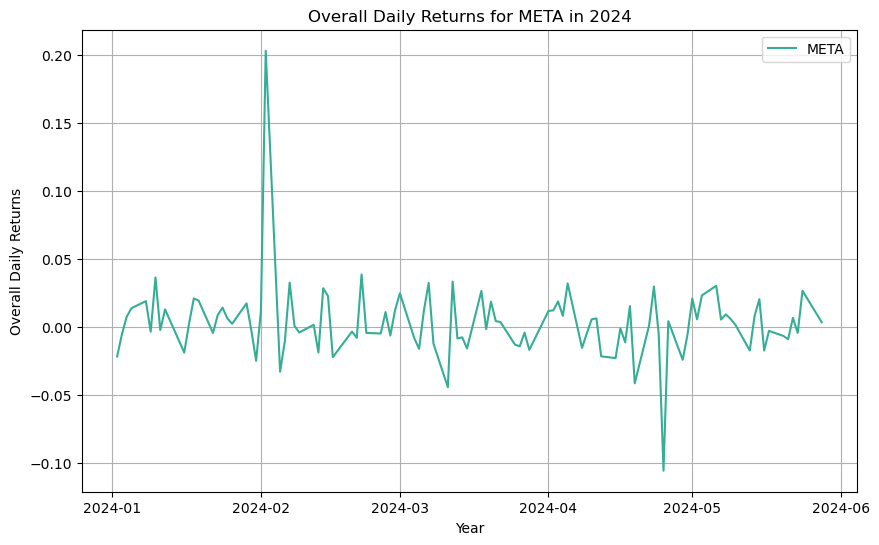 Overall Daily Returns for META in 2024
META
Overall Daily Returns
0.20
0.15
0.10
0.05
0.00
−0.05
−0.10
2024-01 2024-02 2024-03 2024-04 2024-05 2024-06
Year